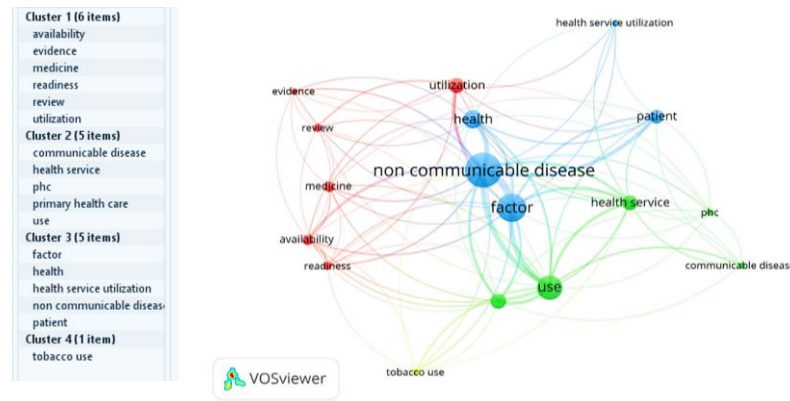 Cluster 1 (6 items)
availability
evidence
medicine
readiness
review
utilization
Cluster 2 (5 items)
communicable disease
health service
phc
primary health care
use
Cluster 3 (5 items)
factor
health
health service utilization
non communicable diseas
patient
Cluster 4 (1 item)
tobacco use
health service utilization
evidence
utilization
health
patient
review
non communicable disease
medicine
factor
health service
phc
availability
readiness
communicable diseas
use
tobacco use
VOSviewer